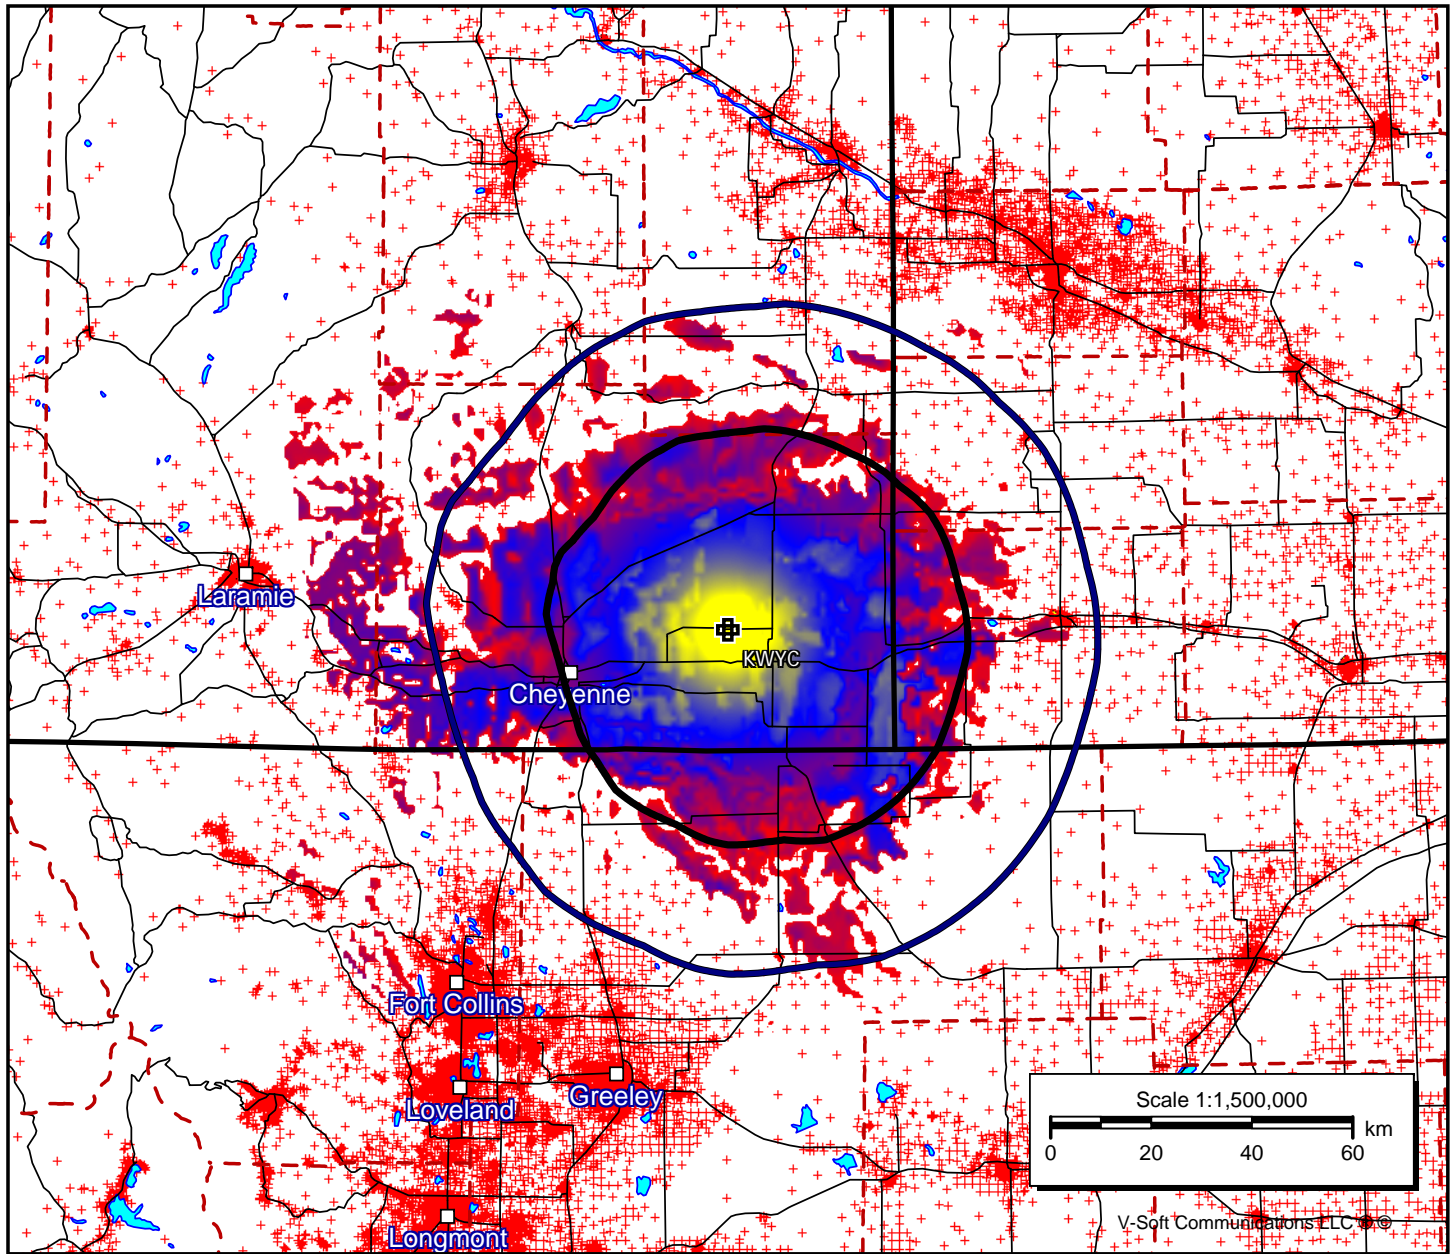 Laramie
KWYC
Cheyenne
Fort Collins
Loveland
Greeley
Longmont
Scale 1:1,500,000
km
0 20 40 60
V-Soft Communications LLC ® ©